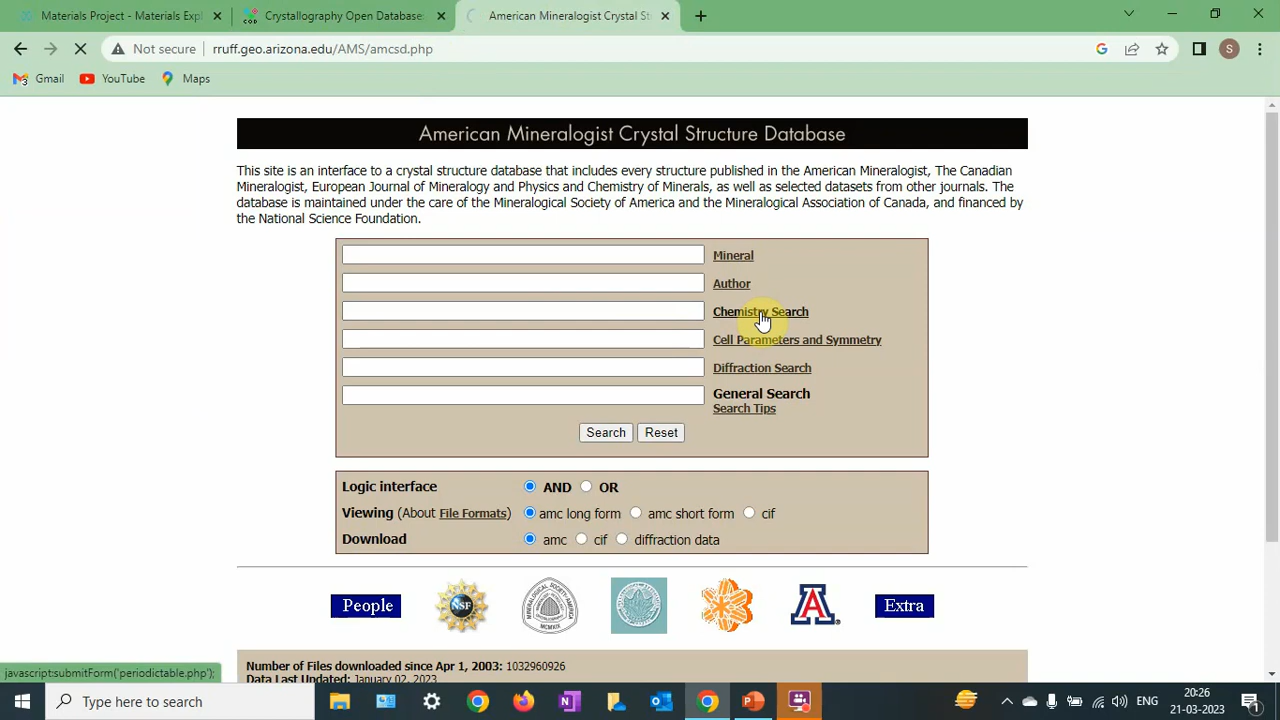 Materials Project - Materials Expl
Crystallography Open Database:
American Mineralogist Crystal St
Not secure
rruff.geo.arizona.edu/AMS/amcsd.php
S
Gmail
YouTube
Maps
American Mineralogist Crystal Structure Database
This site is an interface to a crystal structure database that includes every structure published in the American Mineralogist, The Canadian
Mineralogist, European Journal of Mineralogy and Physics and Chemistry of Minerals, as well as selected datasets from other journals. The
database is maintained under the care of the Mineralogical Society of America and the Mineralogical Association of Canada, and financed by
the National Science Foundation.
Mineral
Author
Chemistry Search
Cell Parameters and Symmetry
Diffraction Search
General Search
Search Tips
Search Reset
Logic interface AND OR
Viewing (About File Formats) amc long form amc short form cif
Download amc cif diffraction data
People NSF A Extra
Number of Files downloaded since Apr 1, 2003: 1032960926
Data Last Updated: January 02, 2023
javascript:submitForm('periodictable.php');
Type here to search
ENG
20:26
21-03-2023